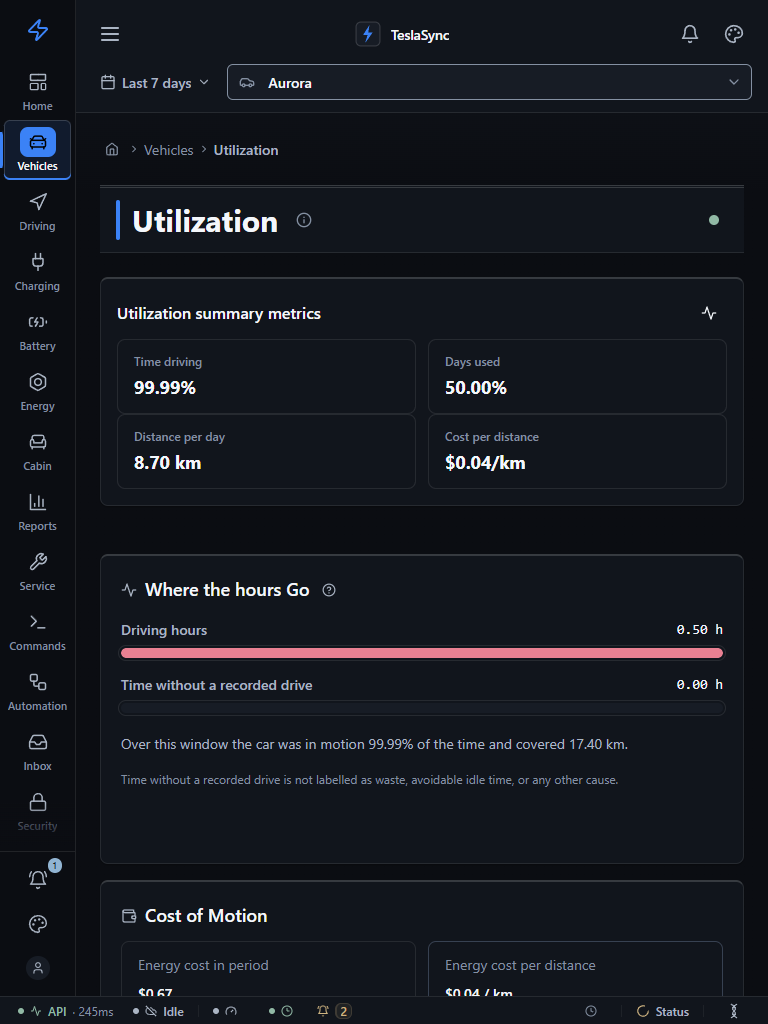 TeslaSync
Last 7 days
Aurora
Home
Vehicles
Driving
Charging
Battery
Energy
Cabin
Reports
Service
Commands
Automation
Inbox
Security
1
Vehicles
Utilization
Utilization
Utilization summary metrics
Time driving
99.99%
Days used
50.00%
Distance per day
8.70 km
Cost per distance
$0.04/km
Where the hours Go
Driving hours
0.50 h
Time without a recorded drive
0.00 h
Over this window the car was in motion 99.99% of the time and covered 17.40 km.
Time without a recorded drive is not labelled as waste, avoidable idle time, or any other cause.
Cost of Motion
Energy cost in period
$0.67
Energy cost per distance
$0.04 / km
API · 245ms
Idle
2
Status